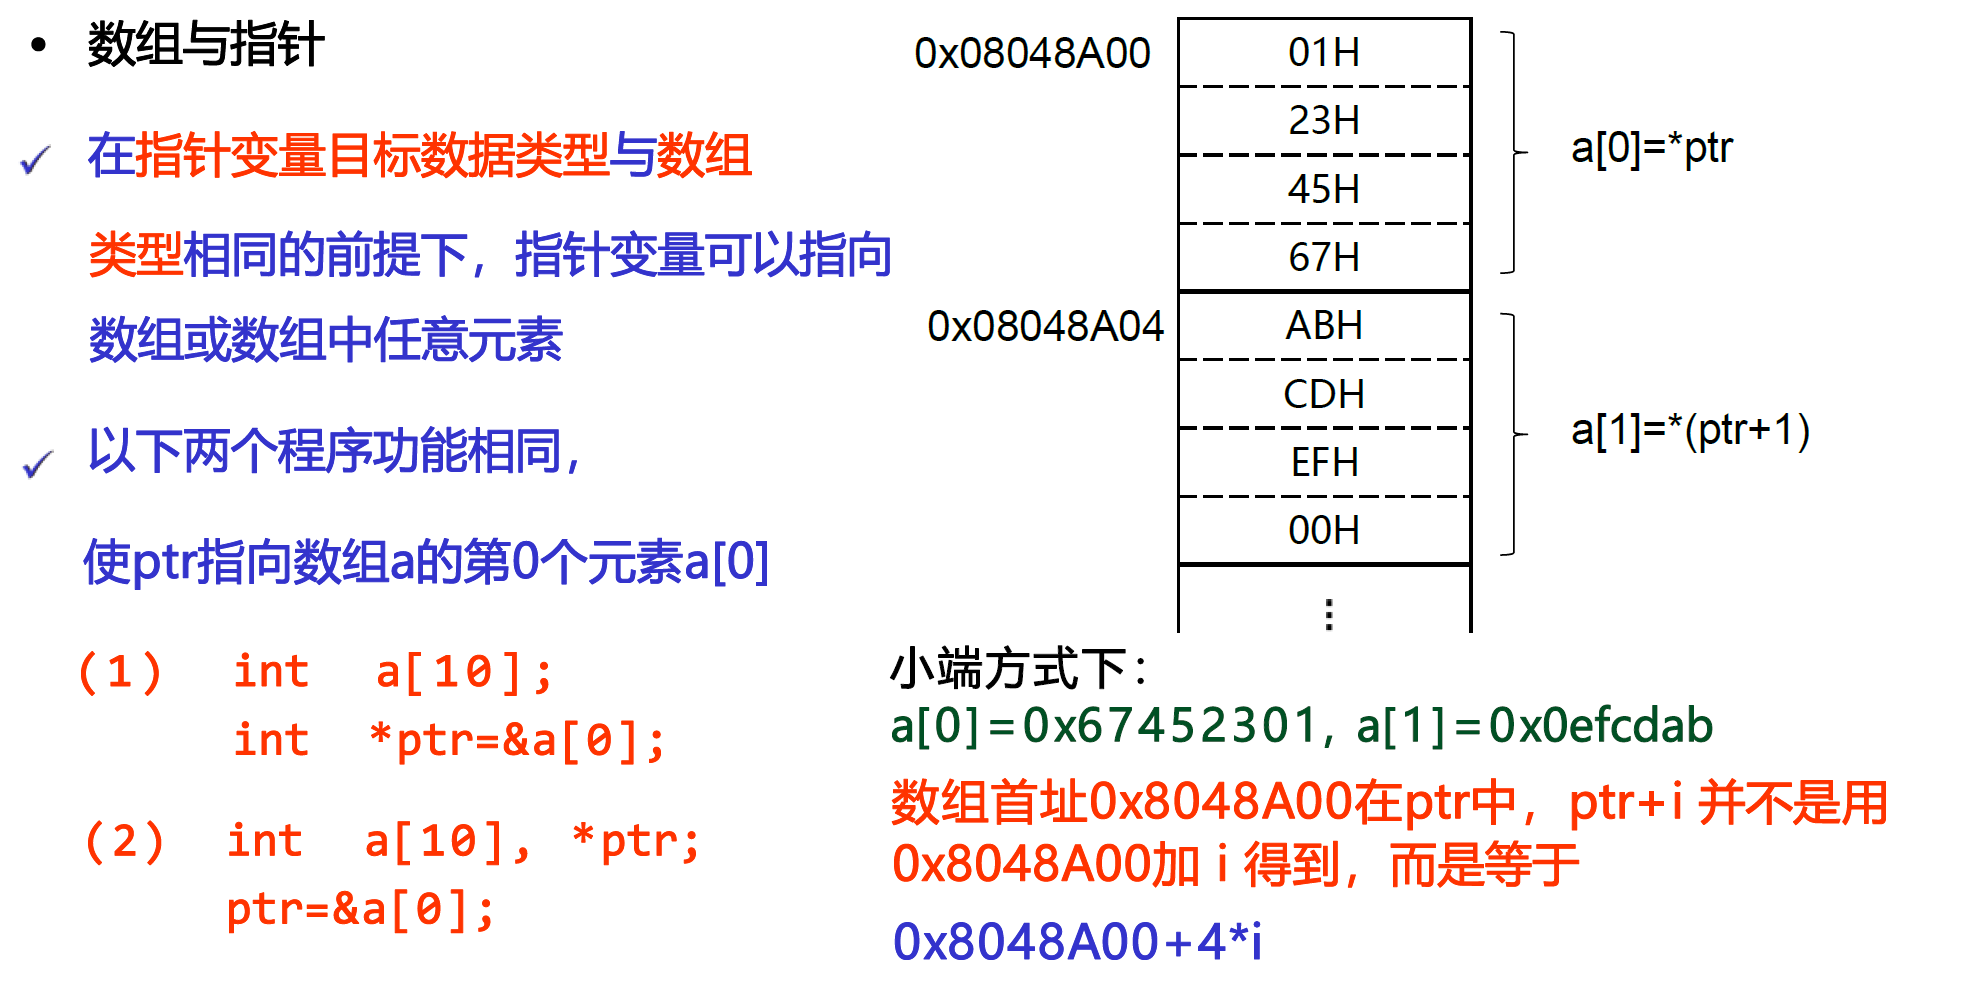 • 数组与指针
✓ 在指针变量目标数据类型与数组
类型相同的前提下，指针变量可以指向
数组或数组中任意元素
✓ 以下两个程序功能相同，
使ptr指向数组a的第0个元素a[0]
(1) int a[10];
int *ptr=&a[0];
(2) int a[10], *ptr;
ptr=&a[0];
0x08048A00
01H
23H
45H
67H
a[0]=*ptr
0x08048A04
ABH
CDH
EFH
00H
a[1]=*(ptr+1)
⋮
小端方式下：
a[0]=0x67452301, a[1]=0x0efcdab
数组首址0x8048A00在ptr中，ptr+i 并不是用
0x8048A00加 i 得到，而是等于
0x8048A00+4*i